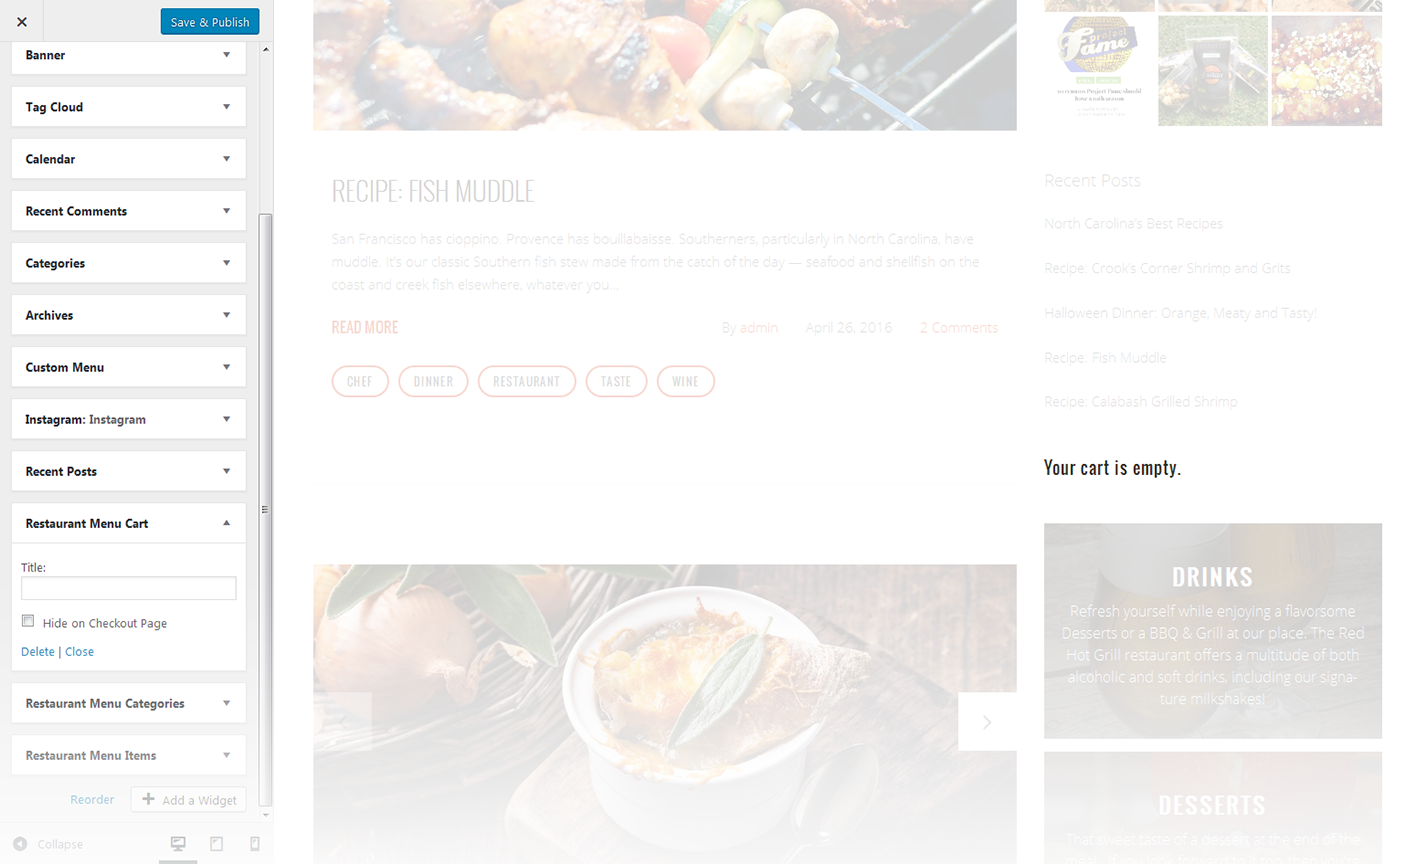 Save & Publish
Banner
Tag Cloud
Calendar
Recent Comments
Categories
Archives
Custom Menu
Instagram: Instagram
Recent Posts
Restaurant Menu Cart
Title:
Hide on Checkout Page
Delete | Close
Restaurant Menu Categories
Restaurant Menu Items
Reorder
Add a Widget
Collapse
RECIPE: FISH MUDDLE
San Francisco has cioppino. Provence has bouillabaisse. Southerners, particularly in North Carolina, have
muddle. It's our classic Southern fish stew made from the catch of the day — seafood and shellfish on the
coast and creek fish elsewhere, whatever you...
READ MORE
By admin
April 26, 2016
2 Comments
CHEF
DINNER
RESTAURANT
TASTE
WINE
project
Fame
Recent Posts
North Carolina's Best Recipes
Recipe: Crook's Corner Shrimp and Grits
Halloween Dinner: Orange, Meaty and Tasty!
Recipe: Fish Muddle
Recipe: Calabash Grilled Shrimp
Your cart is empty.
DRINKS
Refresh yourself while enjoying a flavorsome
Desserts or a BBQ & Grill at our place. The Red
Hot Grill restaurant offers a multitude of both
alcoholic and soft drinks, including our signa-
ture milkshakes!
DESSERTS
That sweet taste of a dessert at the end of the